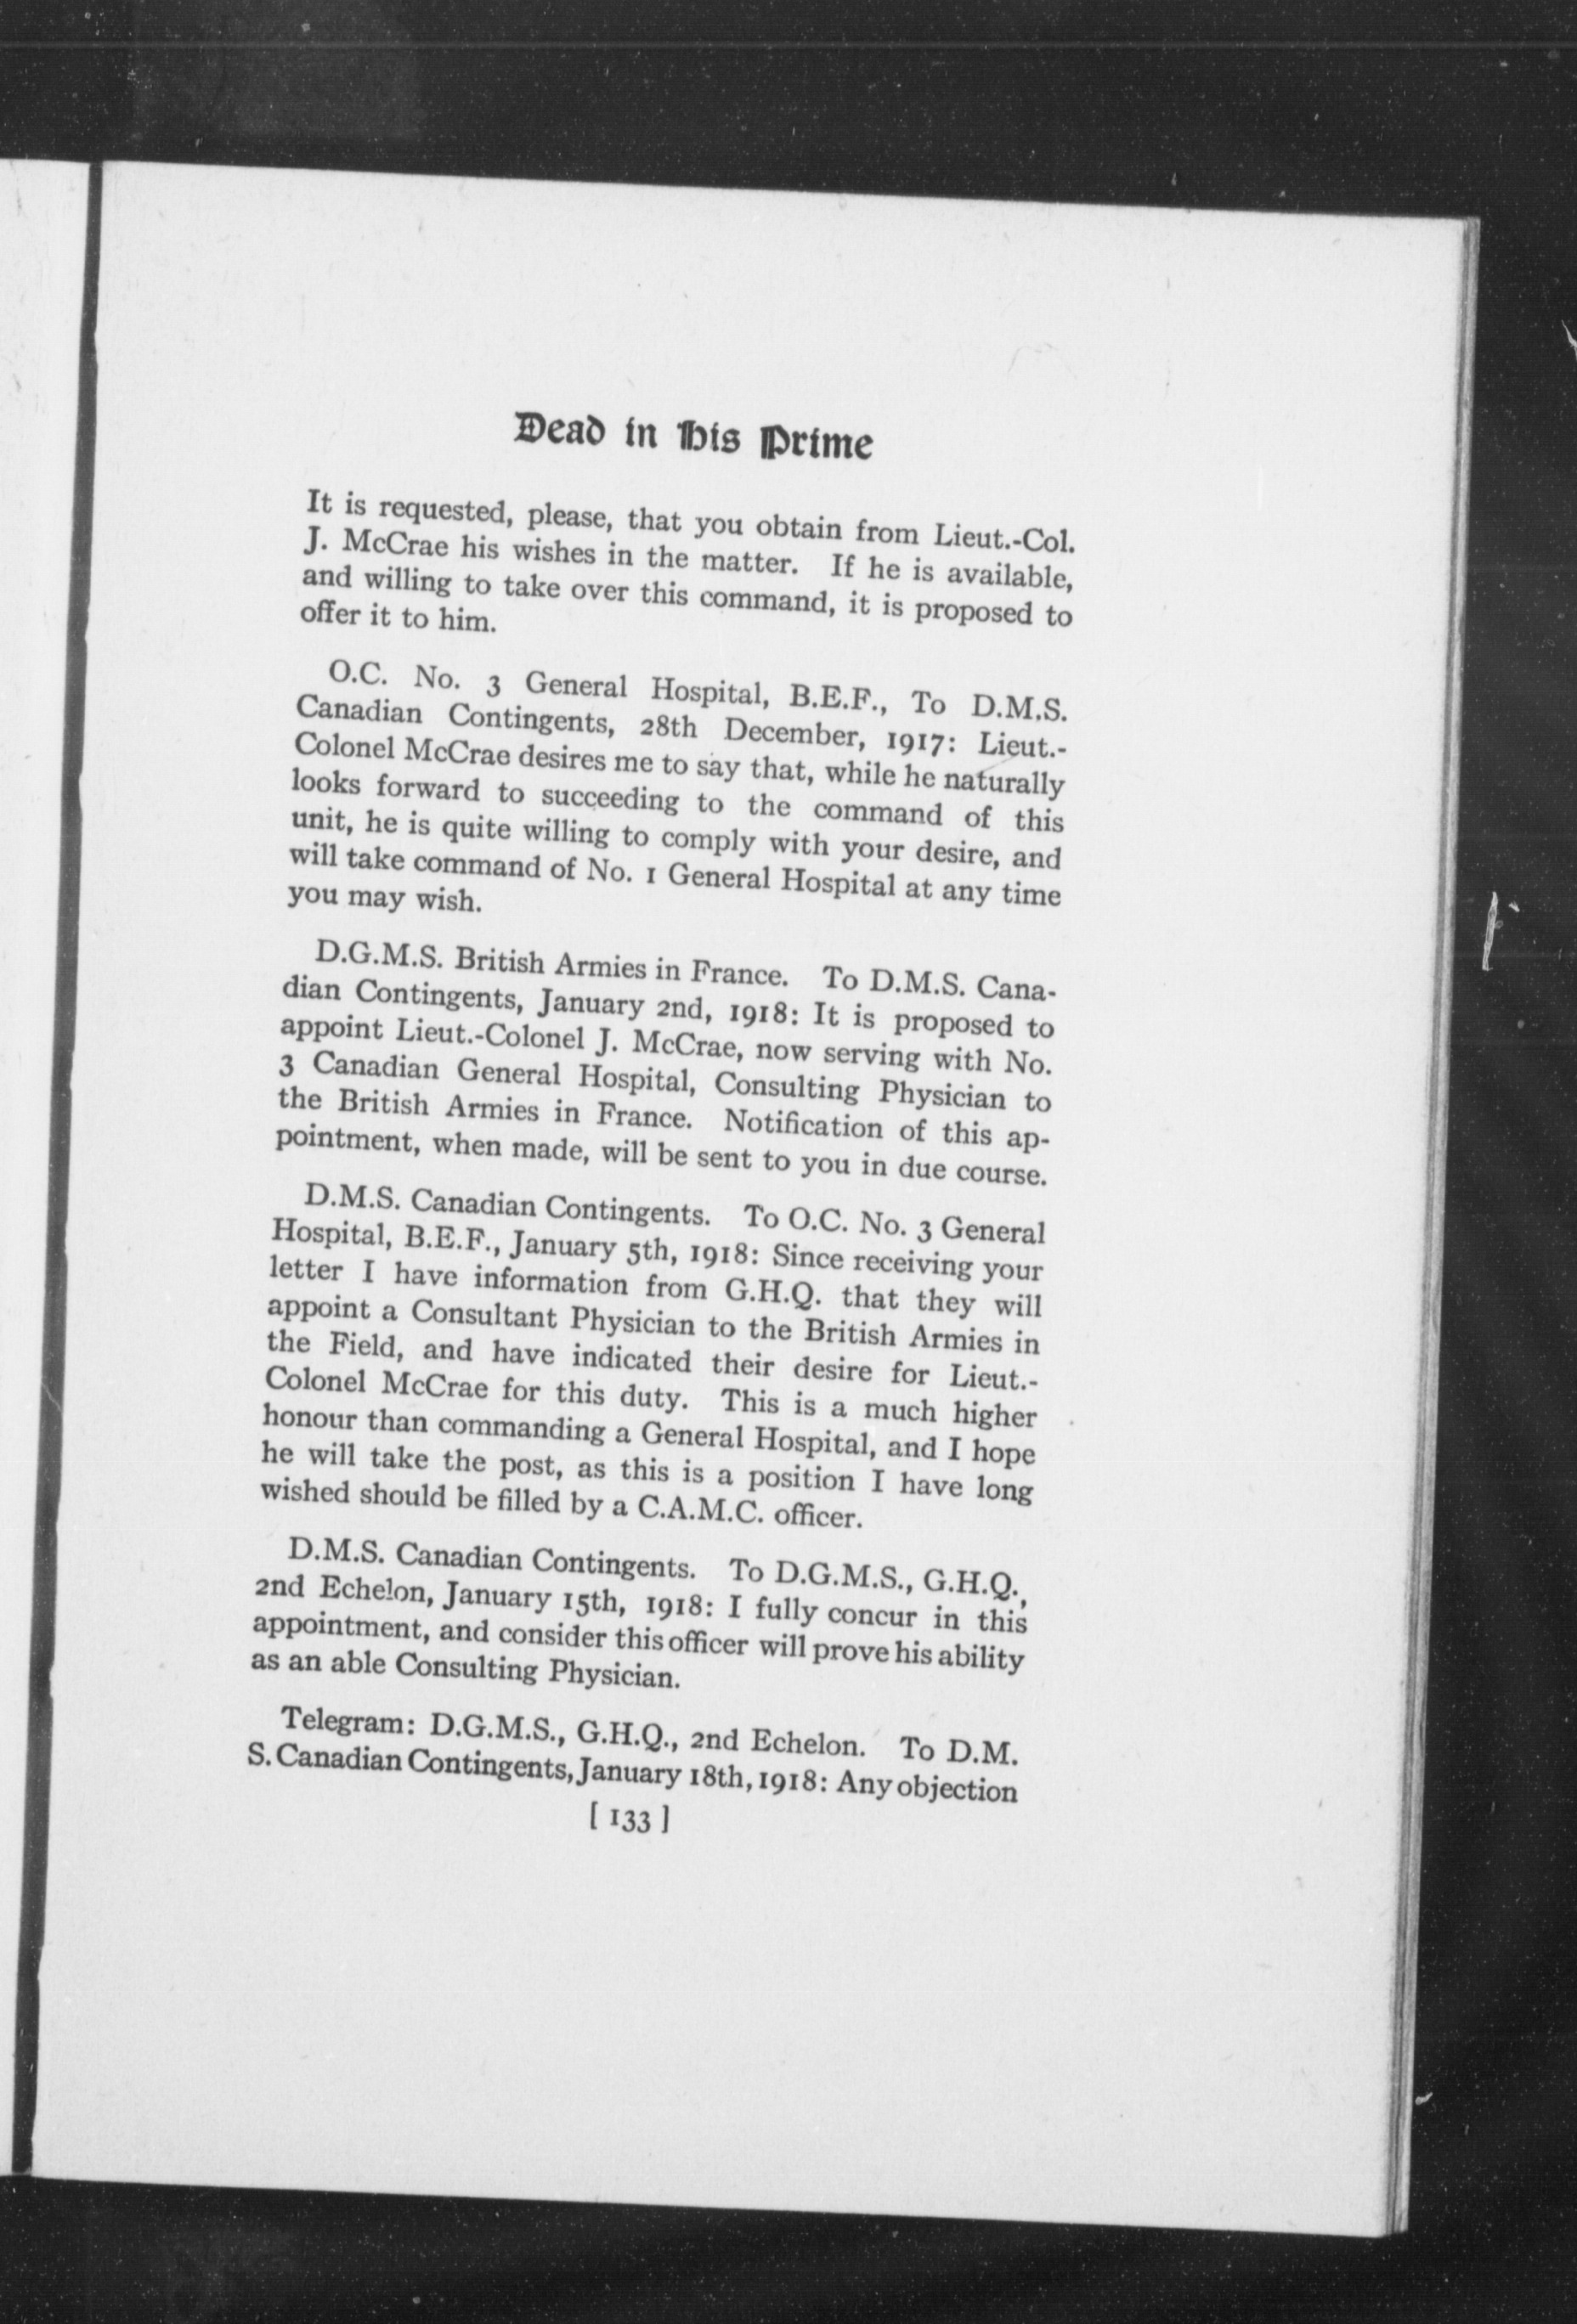 Dead in His Prime
It is requested, please, that you obtain from Lieut.-Col.
J. McCrae his wishes in the matter. If he is available,
and willing to take over this command, it is proposed to
offer it to him.
O.C. No. 3 General Hospital, B.E.F., To D.M.S.
Canadian Contingents, 28th December, 1917: Lieut.-
Colonel McCrae desires me to say that, while he naturally
looks forward to succeeding to the command of this
unit, he is quite willing to comply with your desire, and
will take command of No. 1 General Hospital at any time
you may wish.
D.G.M.S. British Armies in France. To D.M.S. Cana-
dian Contingents, January 2nd, 1918: It is proposed to
appoint Lieut.-Colonel J. McCrae, now serving with No.
3 Canadian General Hospital, Consulting Physician to
the British Armies in France. Notification of this ap-
pointment, when made, will be sent to you in due course.
D.M.S. Canadian Contingents. To O.C. No. 3 General
Hospital, B.E.F., January 5th, 1918: Since receiving your
letter I have information from G.H.Q. that they will
appoint a Consultant Physician to the British Armies in
the Field, and have indicated their desire for Lieut.-
Colonel McCrae for this duty. This is a much higher
honour than commanding a General Hospital, and I hope
he will take the post, as this is a position I have long
wished should be filled by a C.A.M.C. officer.
D.M.S. Canadian Contingents. To D.G.M.S., G.H.Q.,
2nd Echelon, January 15th, 1918: I fully concur in this
appointment, and consider this officer will prove his ability
as an able Consulting Physician.
Telegram: D.G.M.S., G.H.Q., 2nd Echelon. To D.M.
S. Canadian Contingents, January 18th, 1918: Any objection
[ 133 ]